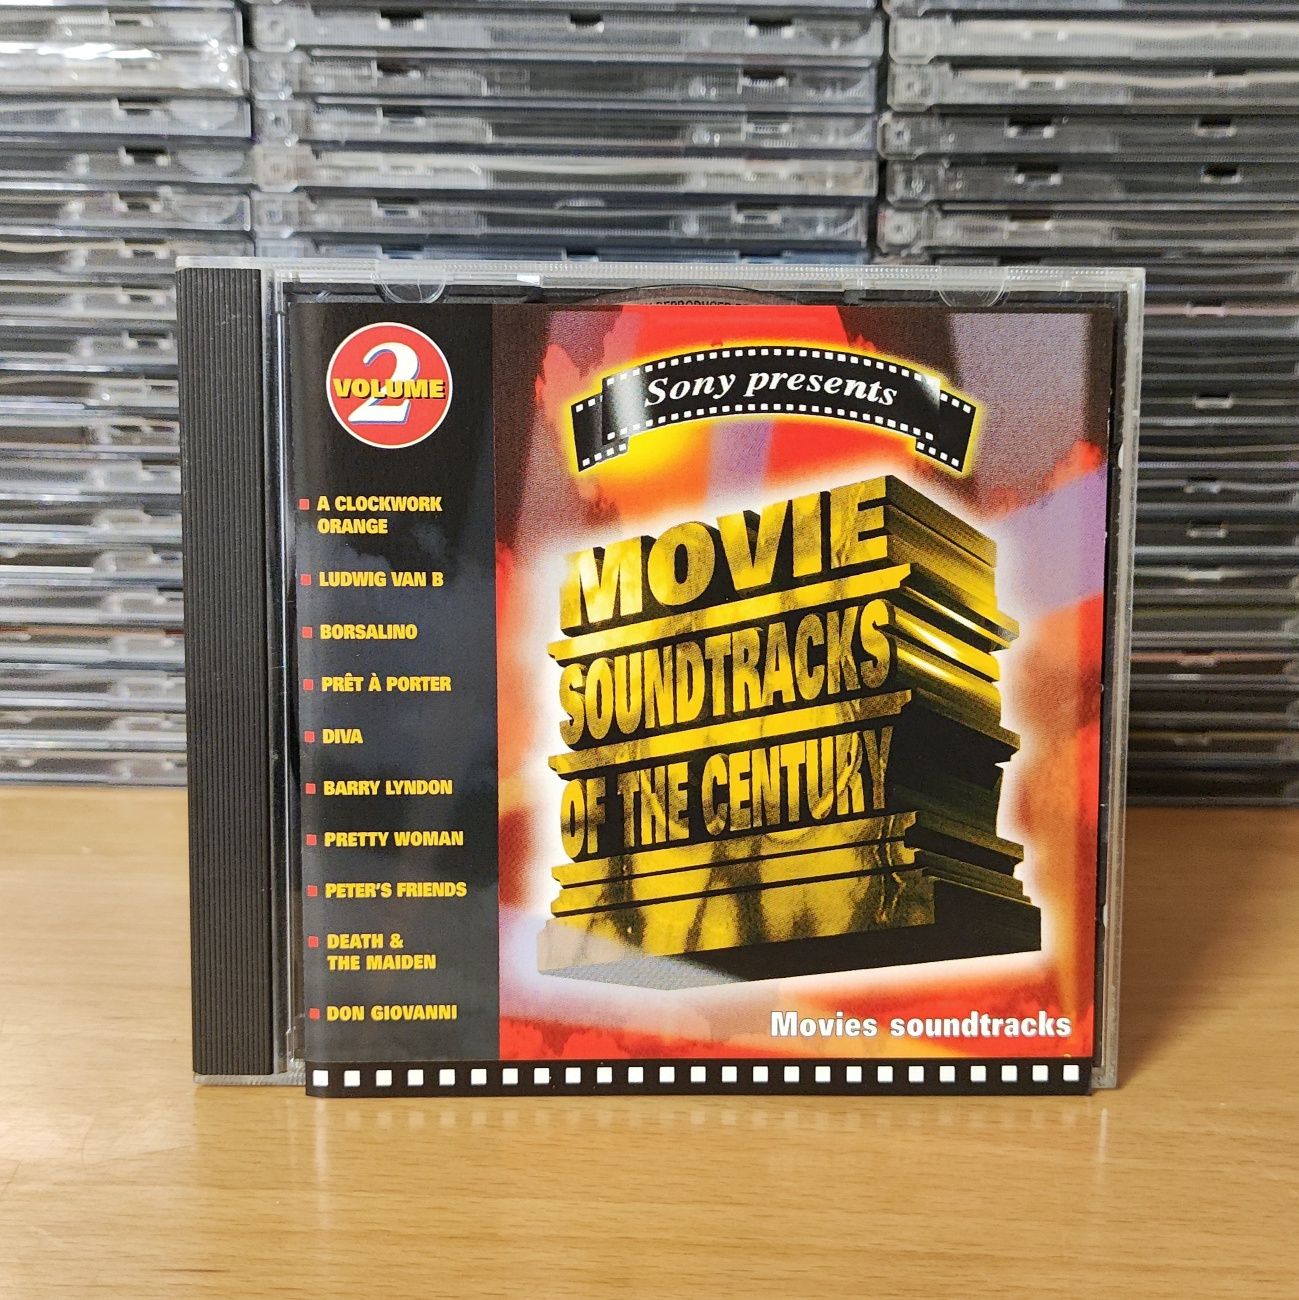 2
VOLUME
A CLOCKWORK
ORANGE
LUDWIG VAN B
BORSALINO
PRÊT À PORTER
DIVA
BARRY LYNDON
PRETTY WOMAN
PETER'S FRIENDS
DEATH &
THE MAIDEN
DON GIOVANNI
Sony presents
MOVIE
SOUNDTRACKS
OF THE CENTURY
Movies soundtracks